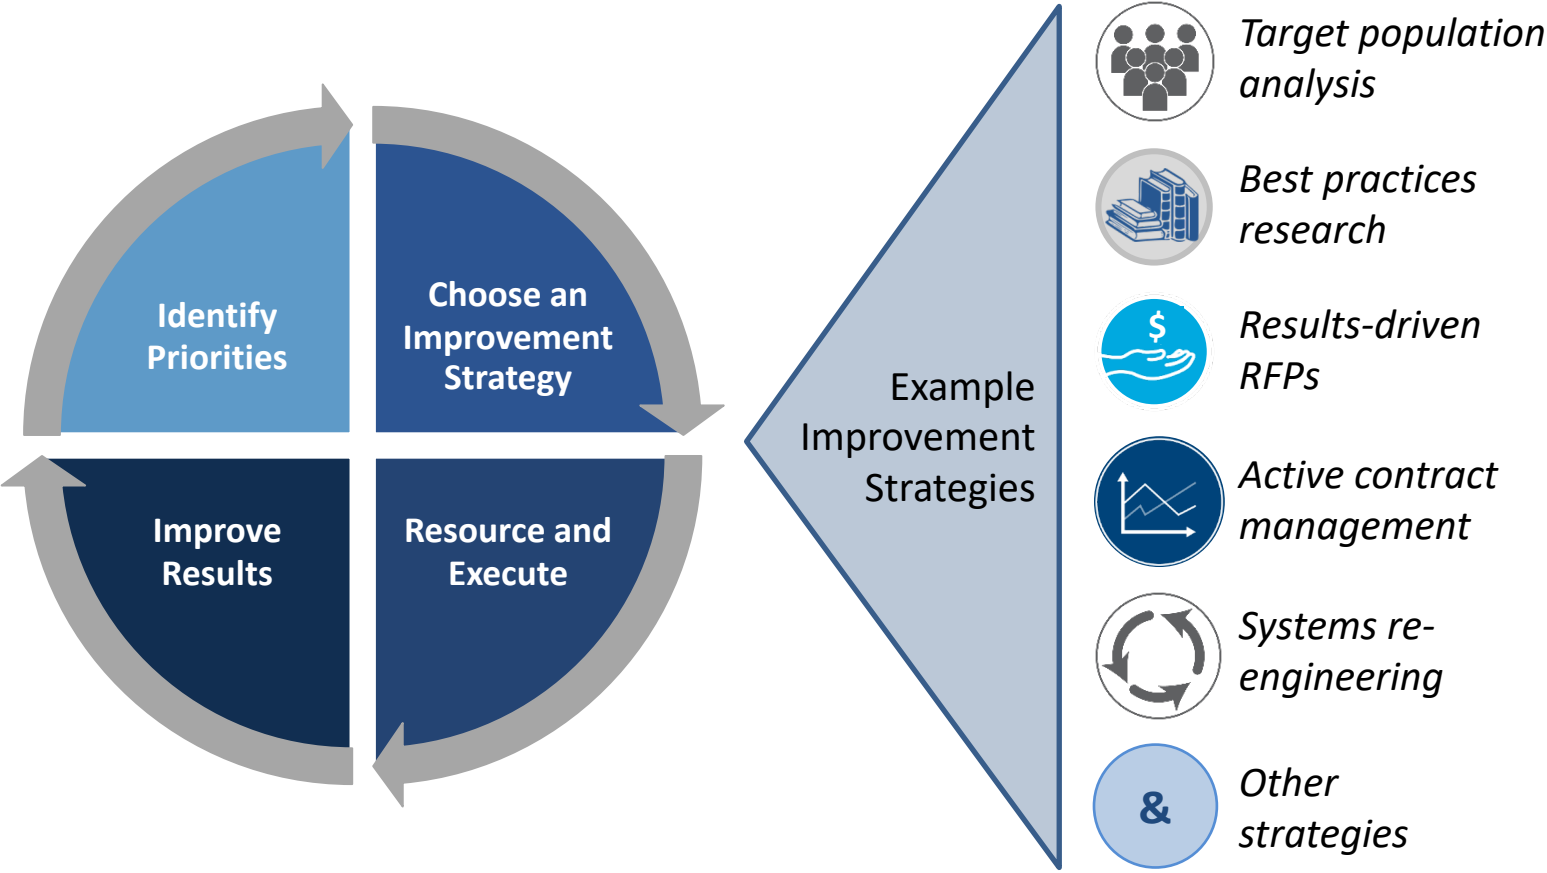 Identify
Priorities
Choose an
Improvement
Strategy
Improve
Results
Resource and
Execute
Example
Improvement
Strategies
Target population
analysis
Best practices
research
$
Results-driven
RFPs
Active contract
management
Systems re-
engineering
&
Other
strategies